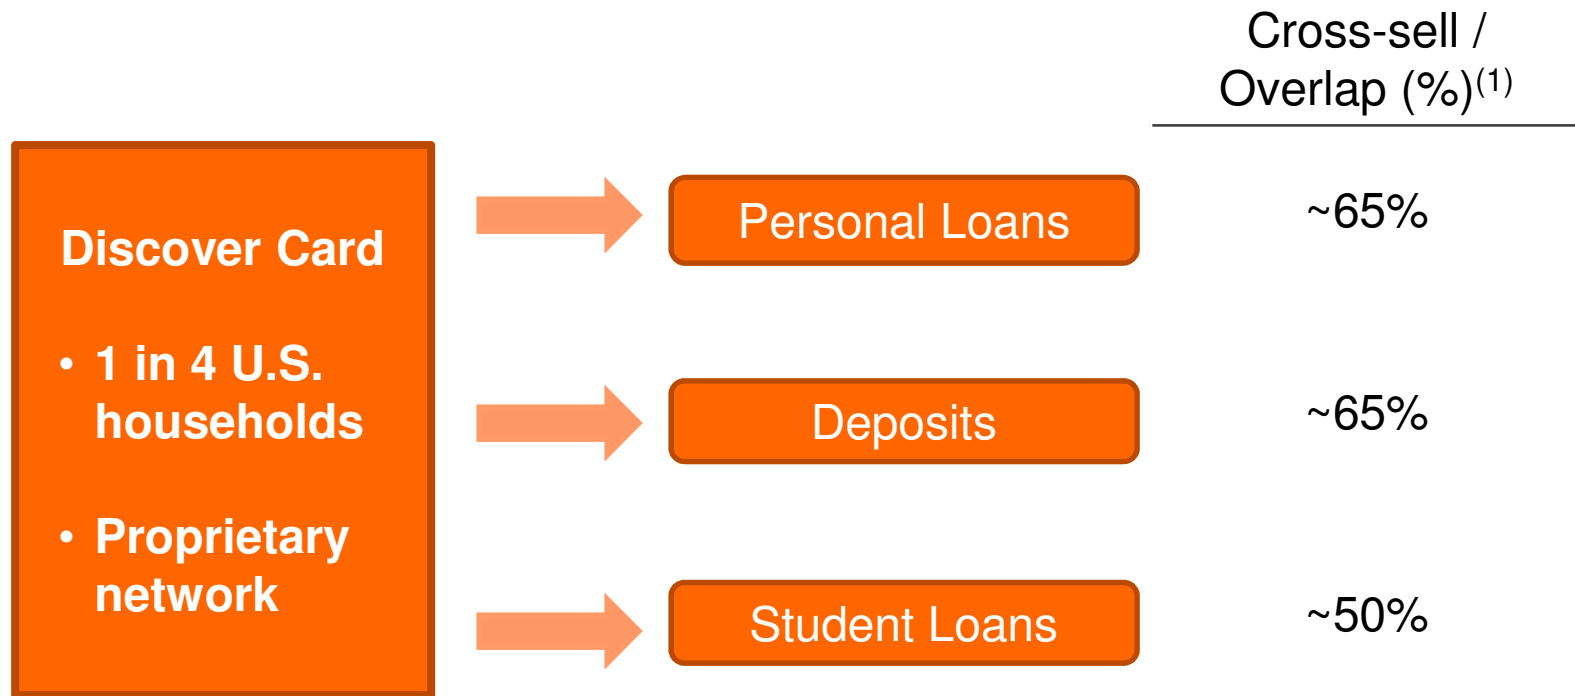 Cross-sell /
Overlap (%)(1)
Discover Card
• 1 in 4 U.S.
households
• Proprietary
network
Personal Loans
~65%
Deposits
~65%
Student Loans
~50%